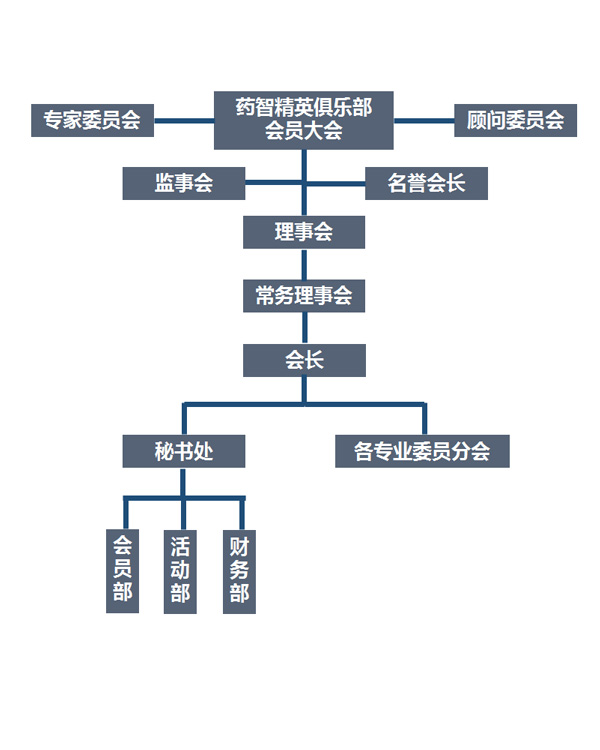 药智精英俱乐部
会员大会
专家委员会
顾问委员会
监事会
名誉会长
理事会
常务理事会
会长
秘书处
各专业委员分会
会员部
活动部
财务部